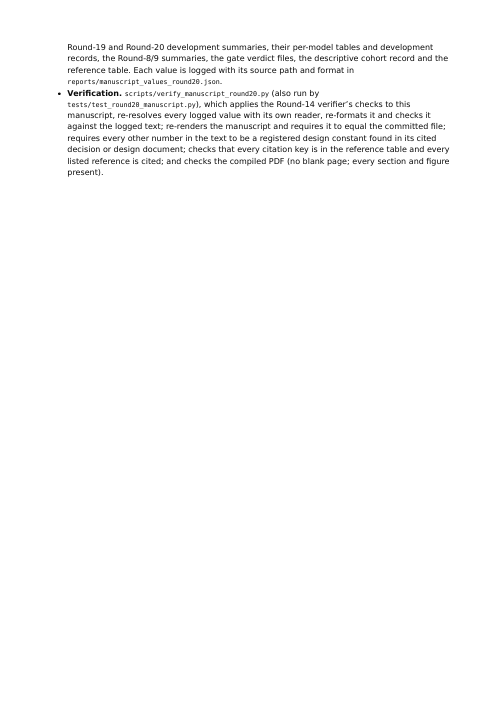 Round-19 and Round-20 development summaries, their per-model tables and development
records, the Round-8/9 summaries, the gate verdict files, the descriptive cohort record and the
reference table. Each value is logged with its source path and format in
reports/manuscript_values_round20.json.
• Verification. scripts/verify_manuscript_round20.py (also run by
tests/test_round20_manuscript.py), which applies the Round-14 verifier’s checks to this
manuscript, re-resolves every logged value with its own reader, re-formats it and checks it
against the logged text; re-renders the manuscript and requires it to equal the committed file;
requires every other number in the text to be a registered design constant found in its cited
decision or design document; checks that every citation key is in the reference table and every
listed reference is cited; and checks the compiled PDF (no blank page; every section and figure
present).